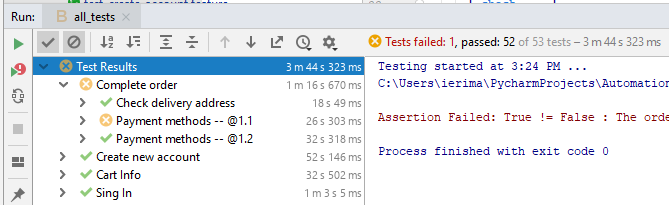 test_create_account.feature
Run: all_tests
Tests failed: 1, passed: 52 of 53 tests – 3 m 44 s 323 ms
Test Results 3 m 44 s 323 ms
Complete order 1 m 16 s 670 ms
Check delivery address 18 s 49 ms
Payment methods -- @1.1 26 s 303 ms
Payment methods -- @1.2 32 s 318 ms
Create new account 52 s 146 ms
Cart Info 32 s 502 ms
Sing In 1 m 3 s 5 ms
Testing started at 3:24 PM ...
C:\Users\ierima\PycharmProjects\Automation
Assertion Failed: True != False : The orde
Process finished with exit code 0